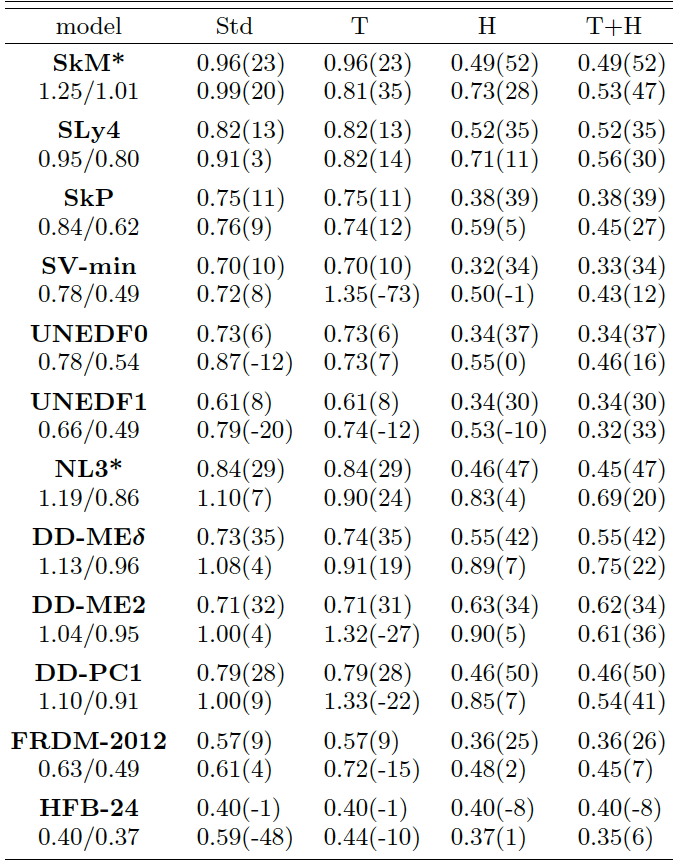 model Std T H T+H
SkM* 0.96(23) 0.96(23) 0.49(52) 0.49(52)
1.25/1.01 0.99(20) 0.81(35) 0.73(28) 0.53(47)
SLy4 0.82(13) 0.82(13) 0.52(35) 0.52(35)
0.95/0.80 0.91(3) 0.82(14) 0.71(11) 0.56(30)
SkP 0.75(11) 0.75(11) 0.38(39) 0.38(39)
0.84/0.62 0.76(9) 0.74(12) 0.59(5) 0.45(27)
SV-min 0.70(10) 0.70(10) 0.32(34) 0.33(34)
0.78/0.49 0.72(8) 1.35(-73) 0.50(-1) 0.43(12)
UNEDF0 0.73(6) 0.73(6) 0.34(37) 0.34(37)
0.78/0.54 0.87(-12) 0.73(7) 0.55(0) 0.46(16)
UNEDF1 0.61(8) 0.61(8) 0.34(30) 0.34(30)
0.66/0.49 0.79(-20) 0.74(-12) 0.53(-10) 0.32(33)
NL3* 0.84(29) 0.84(29) 0.46(47) 0.45(47)
1.19/0.86 1.10(7) 0.90(24) 0.83(4) 0.69(20)
DD-MEδ 0.73(35) 0.74(35) 0.55(42) 0.55(42)
1.13/0.96 1.08(4) 0.91(19) 0.89(7) 0.75(22)
DD-ME2 0.71(32) 0.71(31) 0.63(34) 0.62(34)
1.04/0.95 1.00(4) 1.32(-27) 0.90(5) 0.61(36)
DD-PC1 0.79(28) 0.79(28) 0.46(50) 0.46(50)
1.10/0.91 1.00(9) 1.33(-22) 0.85(7) 0.54(41)
FRDM-2012 0.57(9) 0.57(9) 0.36(25) 0.36(26)
0.63/0.49 0.61(4) 0.72(-15) 0.48(2) 0.45(7)
HFB-24 0.40(-1) 0.40(-1) 0.40(-8) 0.40(-8)
0.40/0.37 0.59(-48) 0.44(-10) 0.37(1) 0.35(6)